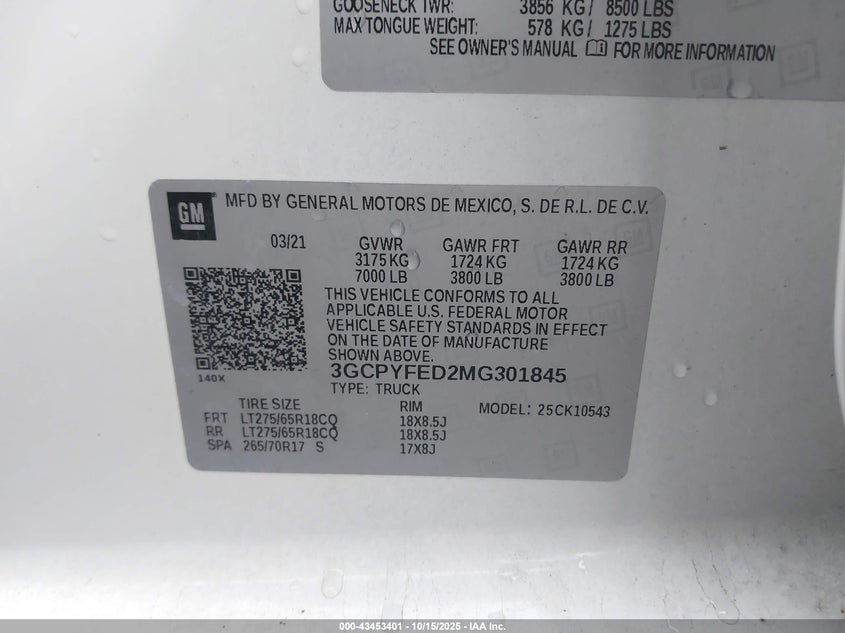 GOOSENECK TWR: 3856 KG / 8500 LBS
MAX TONGUE WEIGHT: 578 KG / 1275 LBS
SEE OWNER'S MANUAL FOR MORE INFORMATION
GM
GM MFD BY GENERAL MOTORS DE MEXICO, S. DE R.L. DE C.V.
03/21 GVWR GAWR FRT GAWR RR
3175 KG 1724 KG 1724 KG
7000 LB 3800 LB 3800 LB
THIS VEHICLE CONFORMS TO ALL
APPLICABLE U.S. FEDERAL MOTOR
VEHICLE SAFETY STANDARDS IN EFFECT
ON THE DATE OF MANUFACTURE
SHOWN ABOVE.
140X
3GCPYFED2MG301845
TYPE: TRUCK
TIRE SIZE RIM MODEL: 25CK10543
FRT LT275/65R18CQ 18X8.5J
RR LT275/65R18CQ 18X8.5J
SPA 265/70R17 S 17X8J
000-43453401 - 10/15/2025 - IAA Inc.